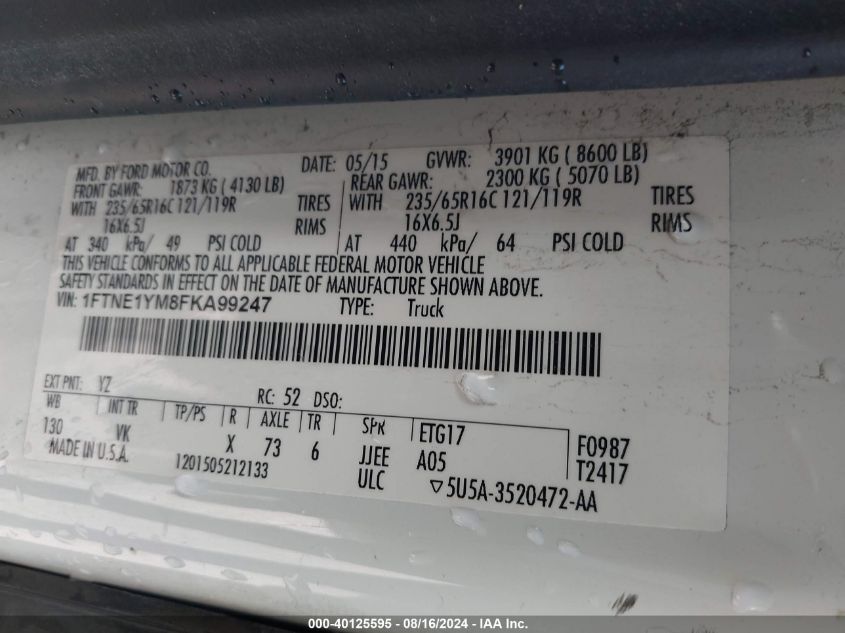 MFD. BY FORD MOTOR CO. DATE: 05/15 GVWR: 3901 KG ( 8600 LB)
FRONT GAWR: 1873 KG ( 4130 LB) REAR GAWR: 2300 KG ( 5070 LB)
WITH 235/65R16C 121/119R TIRES WITH 235/65R16C 121/119R TIRES
16X6.5J RIMS 16X6.5J RIMS
AT 340 kPa/ 49 PSI COLD AT 440 kPa/ 64 PSI COLD
THIS VEHICLE CONFORMS TO ALL APPLICABLE FEDERAL MOTOR VEHICLE
SAFETY STANDARDS IN EFFECT ON THE DATE OF MANUFACTURE SHOWN ABOVE.
VIN: 1FTNE1YM8FKA99247 TYPE: Truck
EXT PNT: YZ RC: 52 DSO:
WB INT TR TP/PS R AXLE TR SPR ETG17 F0987
130 VK X 73 6 JJEE A05 T2417
MADE IN U.S.A. 1201505212133 ULC ▽5U5A-3520472-AA
000-40125595 - 08/16/2024 - IAA Inc.